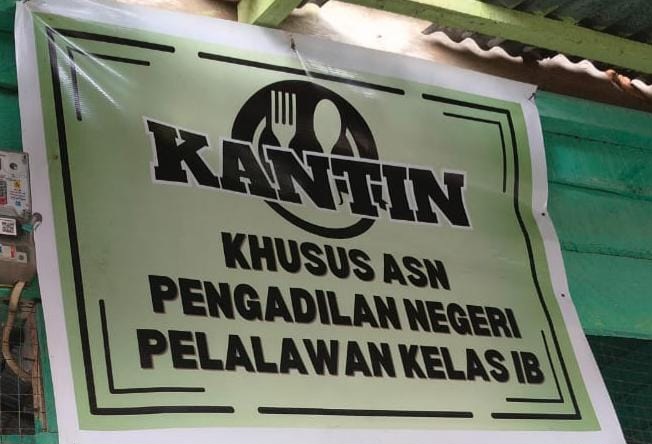 KANTIN
KHUSUS ASN
PENGADILAN NEGERI
PELALAWAN KELAS IB